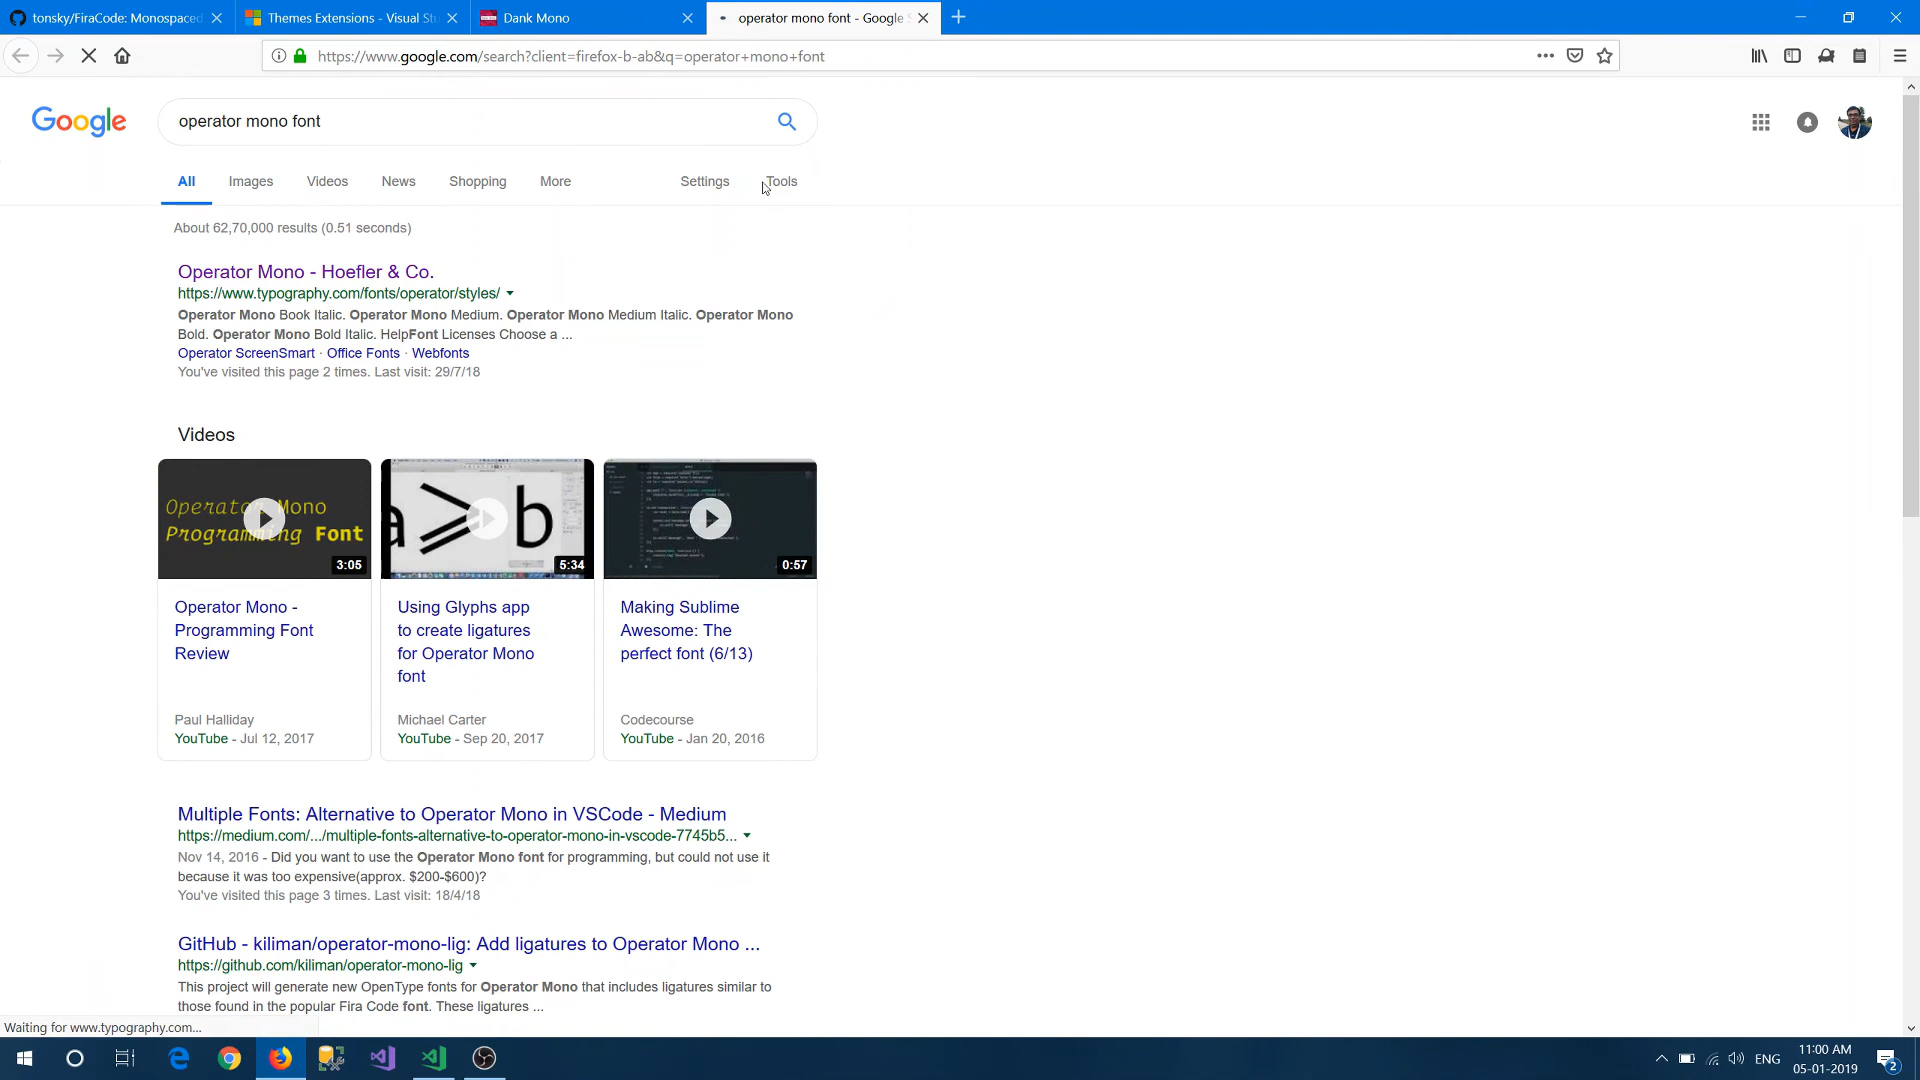 tonsky/FiraCode: Monospaced
Themes Extensions - Visual Stu
Dank Mono
operator mono font - Google S
https://www.google.com/search?client=firefox-b-ab&q=operator+mono+font
Google
operator mono font
All
Images
Videos
News
Shopping
More
Settings
Tools
About 62,70,000 results (0.51 seconds)
Operator Mono - Hoefler & Co.
https://www.typography.com/fonts/operator/styles/
Operator Mono Book Italic. Operator Mono Medium. Operator Mono Medium Italic. Operator Mono
Bold. Operator Mono Bold Italic. HelpFont Licenses Choose a ...
Operator ScreenSmart · Office Fonts · Webfonts
You've visited this page 2 times. Last visit: 29/7/18
Videos
Operator Mono
Programming Font
3:05
b
5:34
0:57
Operator Mono -
Programming Font
Review
Paul Halliday
YouTube - Jul 12, 2017
Using Glyphs app
to create ligatures
for Operator Mono
font
Michael Carter
YouTube - Sep 20, 2017
Making Sublime
Awesome: The
perfect font (6/13)
Codecourse
YouTube - Jan 20, 2016
Multiple Fonts: Alternative to Operator Mono in VSCode - Medium
https://medium.com/.../multiple-fonts-alternative-to-operator-mono-in-vscode-7745b5...
Nov 14, 2016 - Did you want to use the Operator Mono font for programming, but could not use it
because it was too expensive(approx. $200-$600)?
You've visited this page 3 times. Last visit: 18/4/18
GitHub - kiliman/operator-mono-lig: Add ligatures to Operator Mono ...
https://github.com/kiliman/operator-mono-lig
This project will generate new OpenType fonts for Operator Mono that includes ligatures similar to
those found in the popular Fira Code font. These ligatures ...
Waiting for www.typography.com...
ENG
11:00 AM
05-01-2019
2